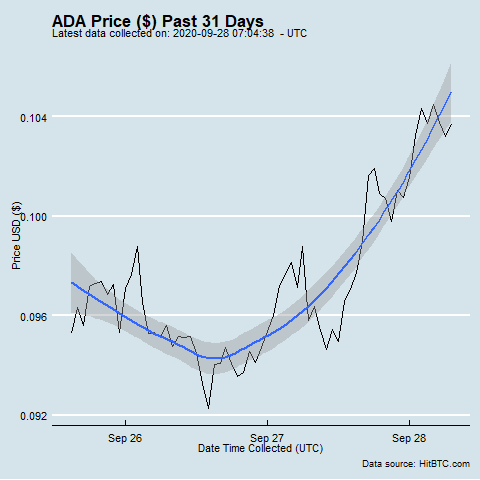 ADA Price ($) Past 31 Days
Latest data collected on: 2020-09-28 07:04:38 - UTC
0.104
0.100
0.096
0.092
Price USD ($)
Sep 26
Sep 27
Sep 28
Date Time Collected (UTC)
Data source: HitBTC.com